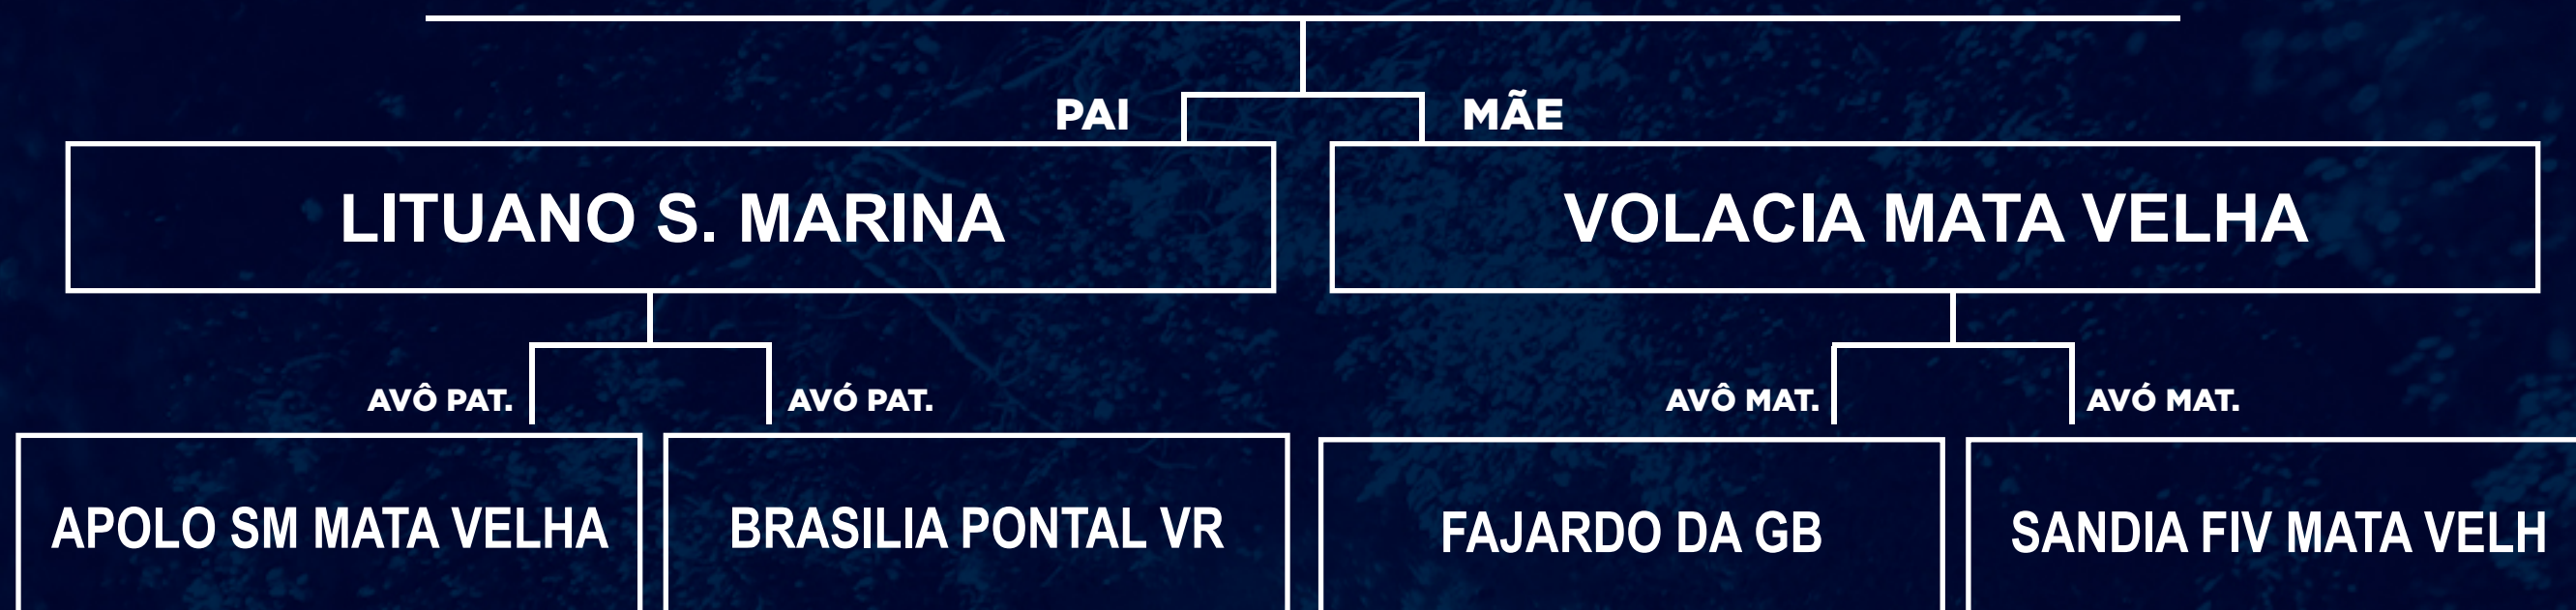 PAI
MÃE
LITUANO S. MARINA
VOLACIA MATA VELHA
AVÔ PAT.
AVÓ PAT.
AVÔ MAT.
AVÓ MAT.
APOLO SM MATA VELHA
BRASILIA PONTAL VR
FAJARDO DA GB
SANDIA FIV MATA VELH